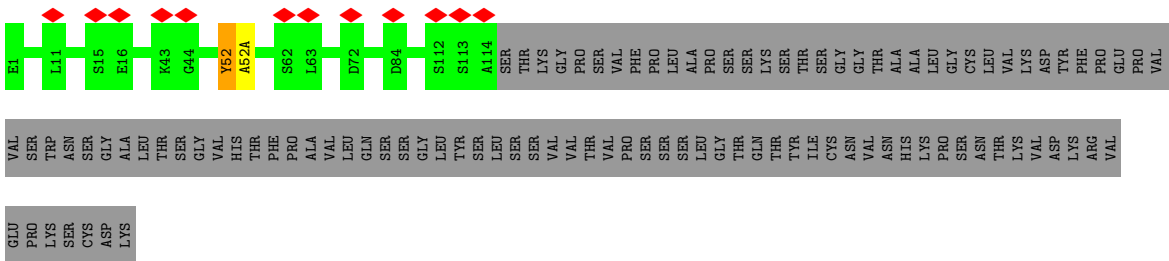 E1 L11 S15 E16 K43 G44 Y52 A52A S62 L63 D72 D84 S112 S113 A114 SER THR LYS GLY PRO SER VAL PHE PRO LEU ALA PRO SER SER LYS SER THR SER GLY GLY THR ALA ALA LEU GLY CYS LEU VAL LYS ASP TYR PHE PRO GLU PRO VAL
VAL SER TRP ASN SER GLY ALA LEU THR SER GLY VAL HIS THR PHE PRO ALA VAL LEU GLN SER SER GLY LEU TYR SER LEU SER SER VAL VAL THR VAL PRO SER SER SER LEU GLY THR GLN THR TYR ILE CYS ASN VAL ASN HIS LYS PRO SER ASN THR LYS VAL ASP LYS ARG VAL
GLU PRO LYS SER CYS ASP LYS